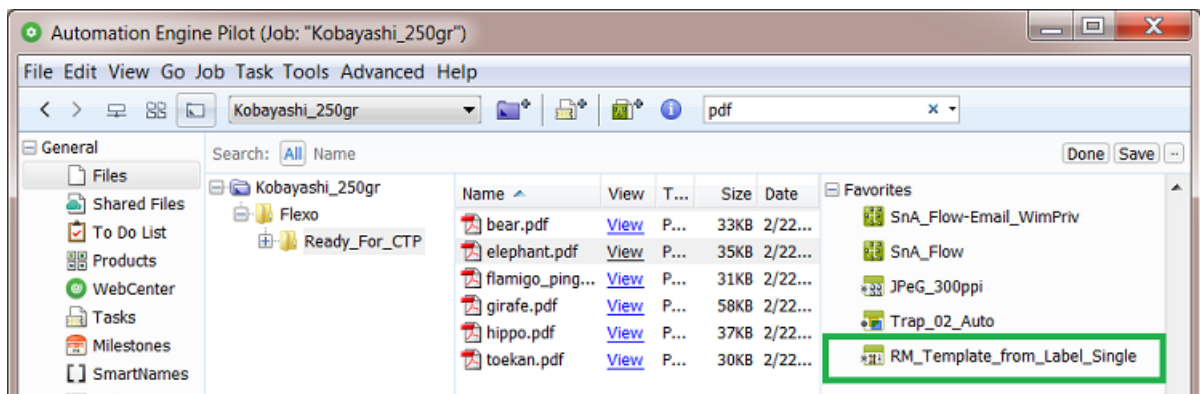 Automation Engine Pilot (Job: "Kobayashi_250gr")
File Edit View Go Job Task Tools Advanced Help
Kobayashi_250gr
pdf
General
Files
Shared Files
To Do List
Products
WebCenter
Tasks
Milestones
SmartNames
Search: All Name
Done Save ...
Kobayashi_250gr
Flexo
Ready_For_CTP
Name View T... Size Date
bear.pdf View P... 33KB 2/22...
elephant.pdf View P... 35KB 2/22...
flamigo_ping... View P... 31KB 2/22...
girafe.pdf View P... 58KB 2/22...
hippo.pdf View P... 37KB 2/22...
toekan.pdf View P... 30KB 2/22...
Favorites
SnA_Flow-Email_WimPriv
SnA_Flow
JPeG_300ppi
Trap_02_Auto
RM_Template_from_Label_Single